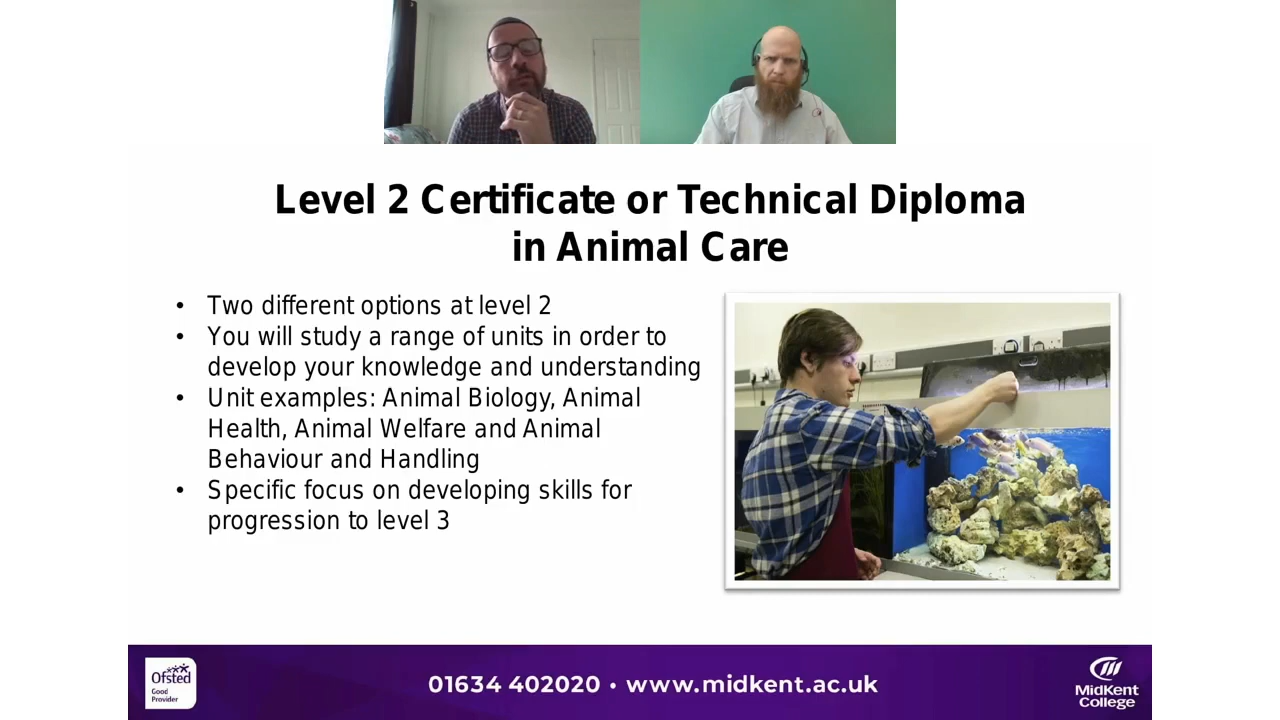 Level 2 Certificate or Technical Diploma
in Animal Care
• Two different options at level 2
• You will study a range of units in order to
develop your knowledge and understanding
• Unit examples: Animal Biology, Animal
Health, Animal Welfare and Animal
Behaviour and Handling
• Specific focus on developing skills for
progression to level 3
Ofsted
Good
Provider
01634 402020 • www.midkent.ac.uk
MidKent
College